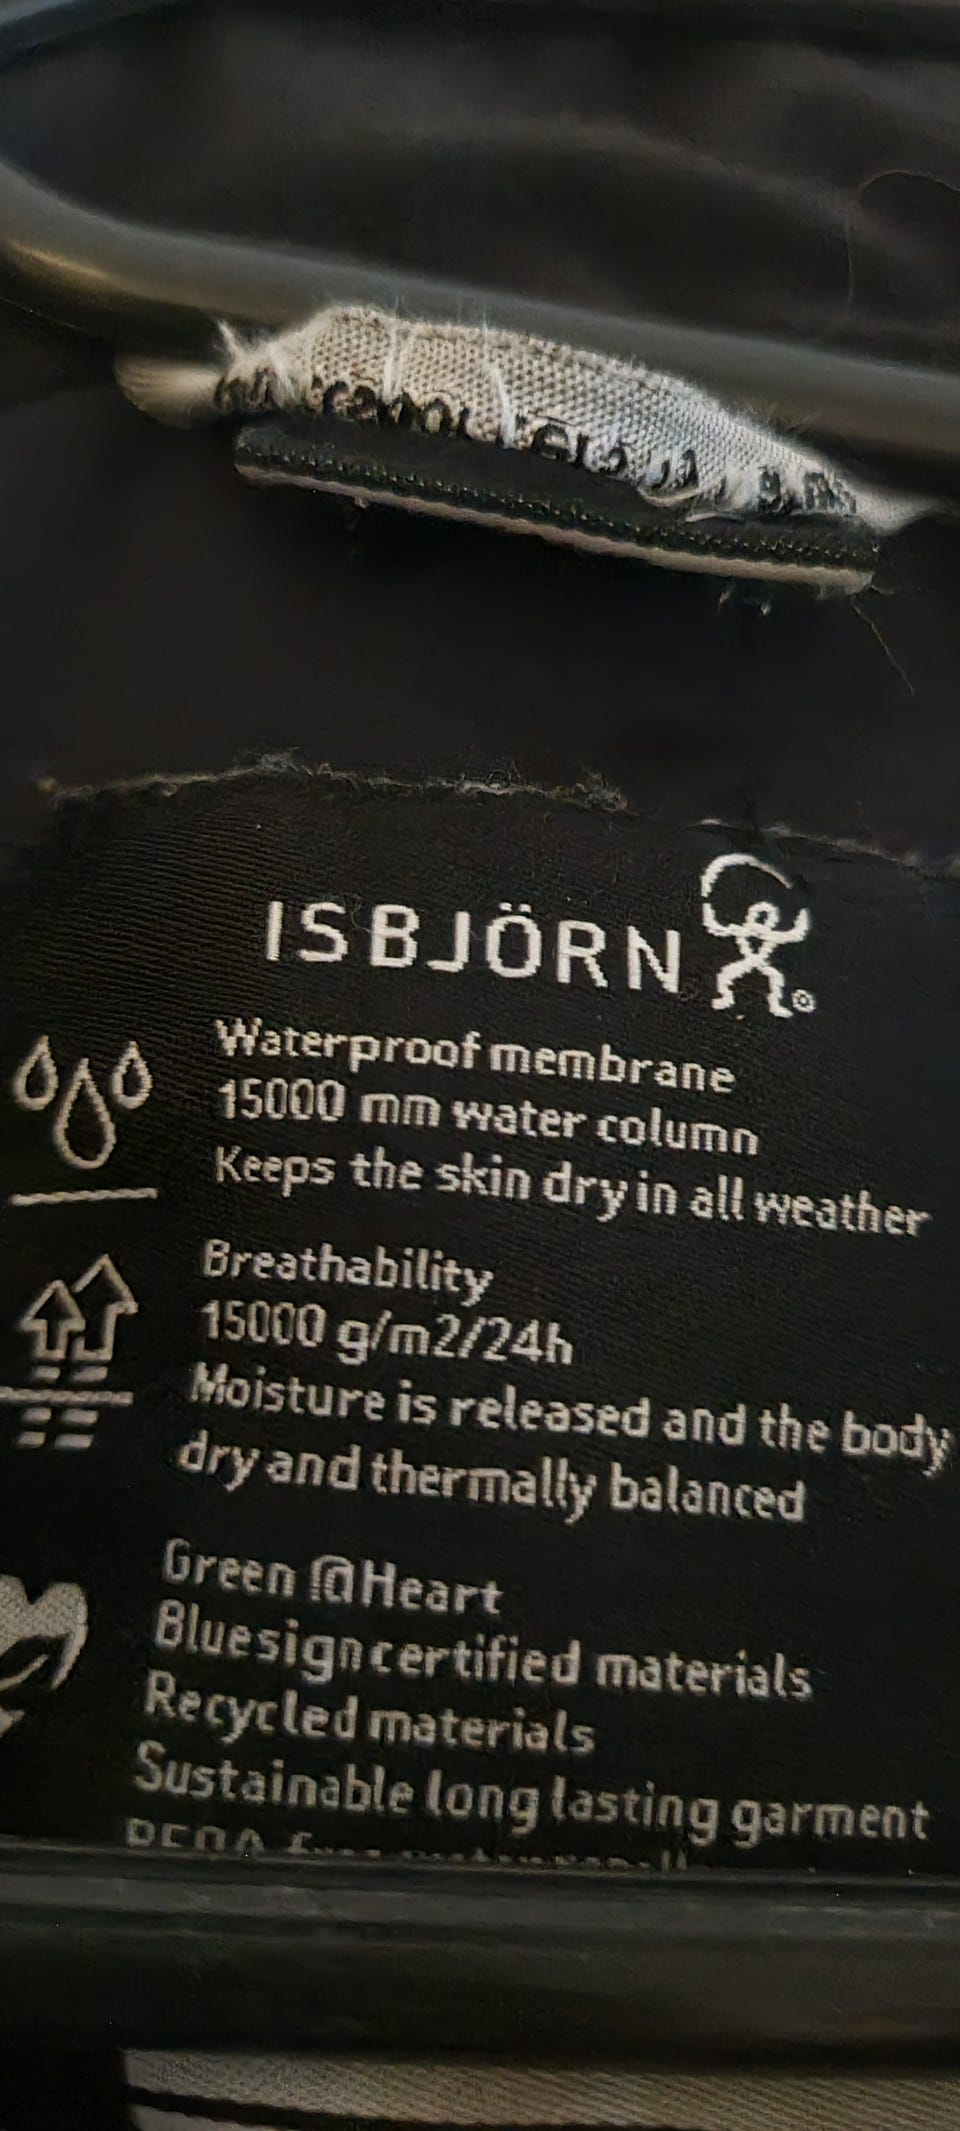 ISBJÖRN
Waterproof membrane
15000 mm water column
Keeps the skin dry in all weather
Breathability
15000 g/m2/24h
Moisture is released and the body
dry and thermally balanced
Green @Heart
Bluesign certified materials
Recycled materials
Sustainable long lasting garment